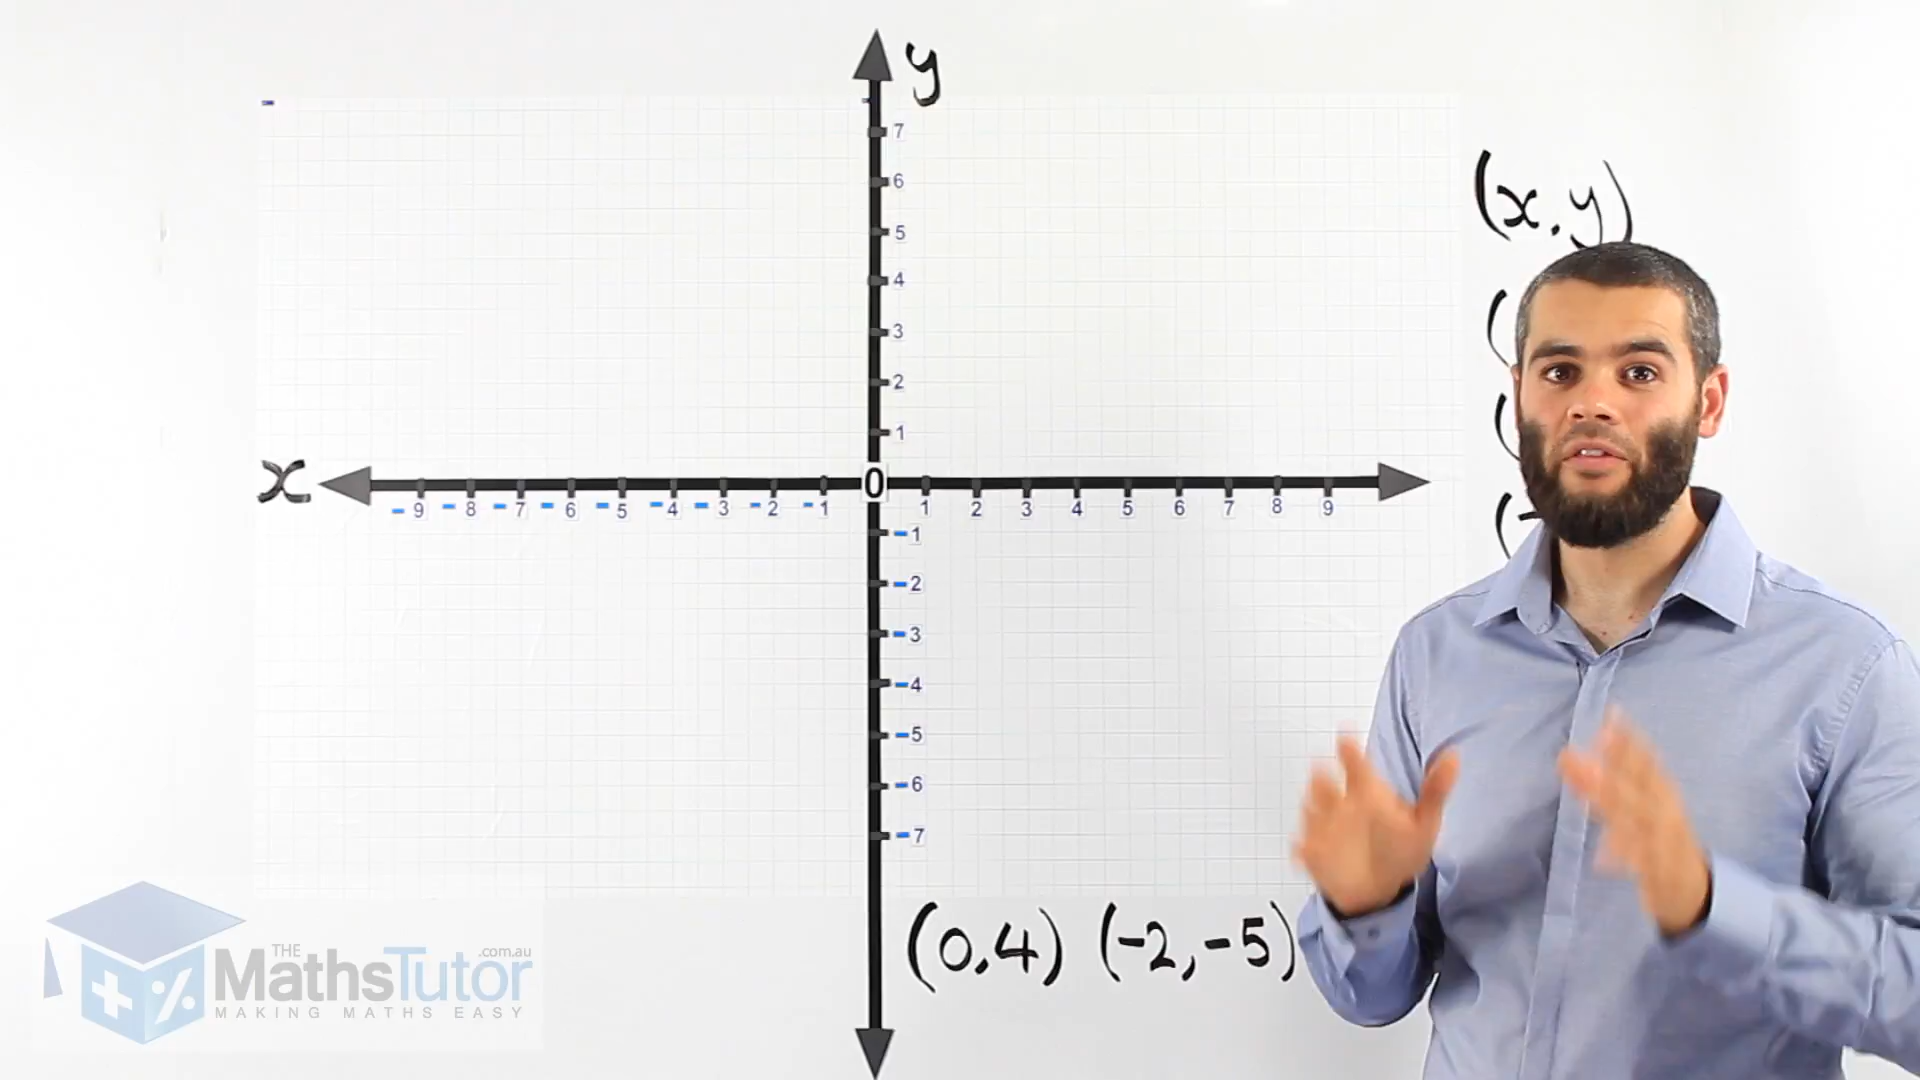 y
7
6
5
4
3
2
1
(x,y)
(
(
(-
x
-9 -8 -7 -6 -5 -4 -3 -2 -1 0 1 2 3 4 5 6 7 8 9
-1
-2
-3
-4
-5
-6
-7
(0,4) (-2,-5)
THE
MathsTutor.com.au
MAKING MATHS EASY